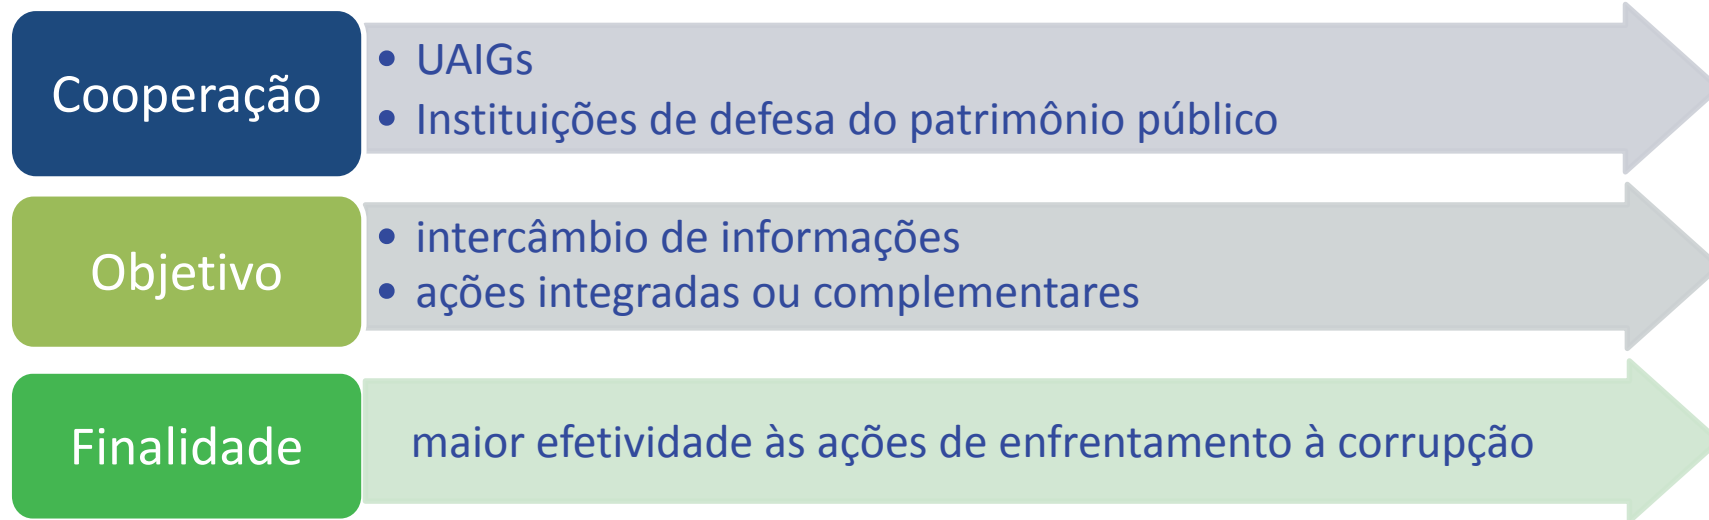 Cooperação
• UAIGs
• Instituições de defesa do patrimônio público
Objetivo
• intercâmbio de informações
• ações integradas ou complementares
Finalidade
maior efetividade às ações de enfrentamento à corrupção